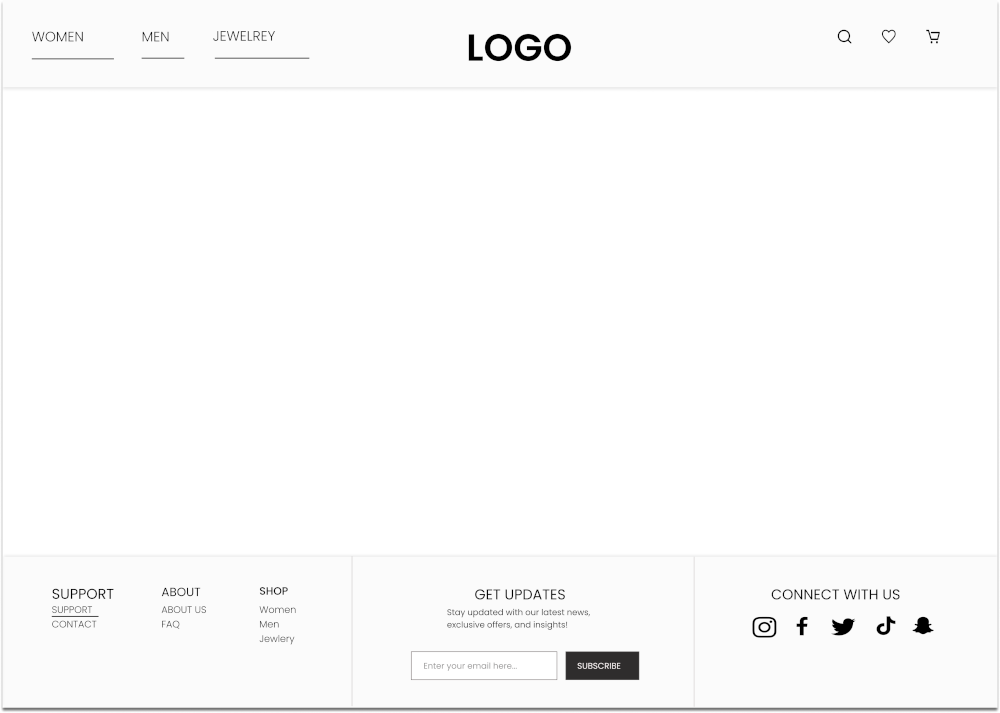 WOMEN
MEN
JEWELREY
LOGO
SUPPORT
SUPPORT
CONTACT
ABOUT
ABOUT US
FAQ
SHOP
Women
Men
Jewlery
GET UPDATES
Stay updated with our latest news,
exclusive offers, and insights!
Enter your email here...
SUBSCRIBE
CONNECT WITH US